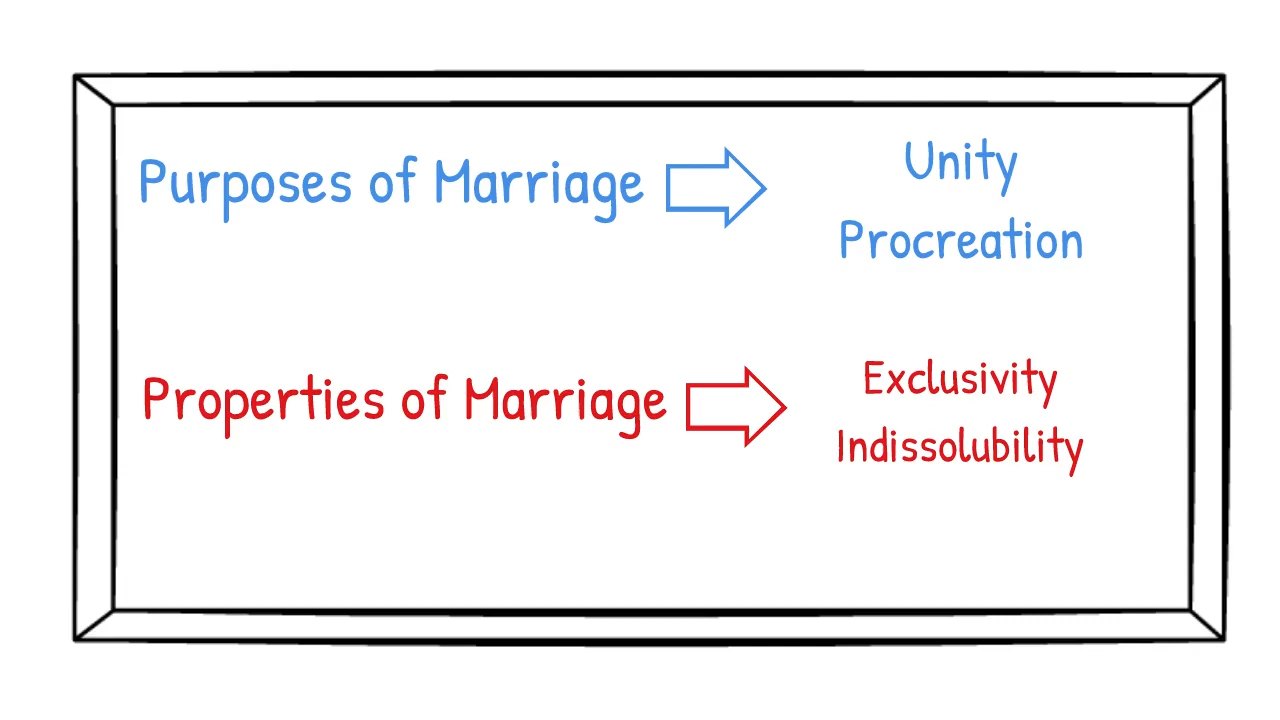 Purposes of Marriage
Unity
Procreation
Properties of Marriage
Exclusivity
Indissolubility